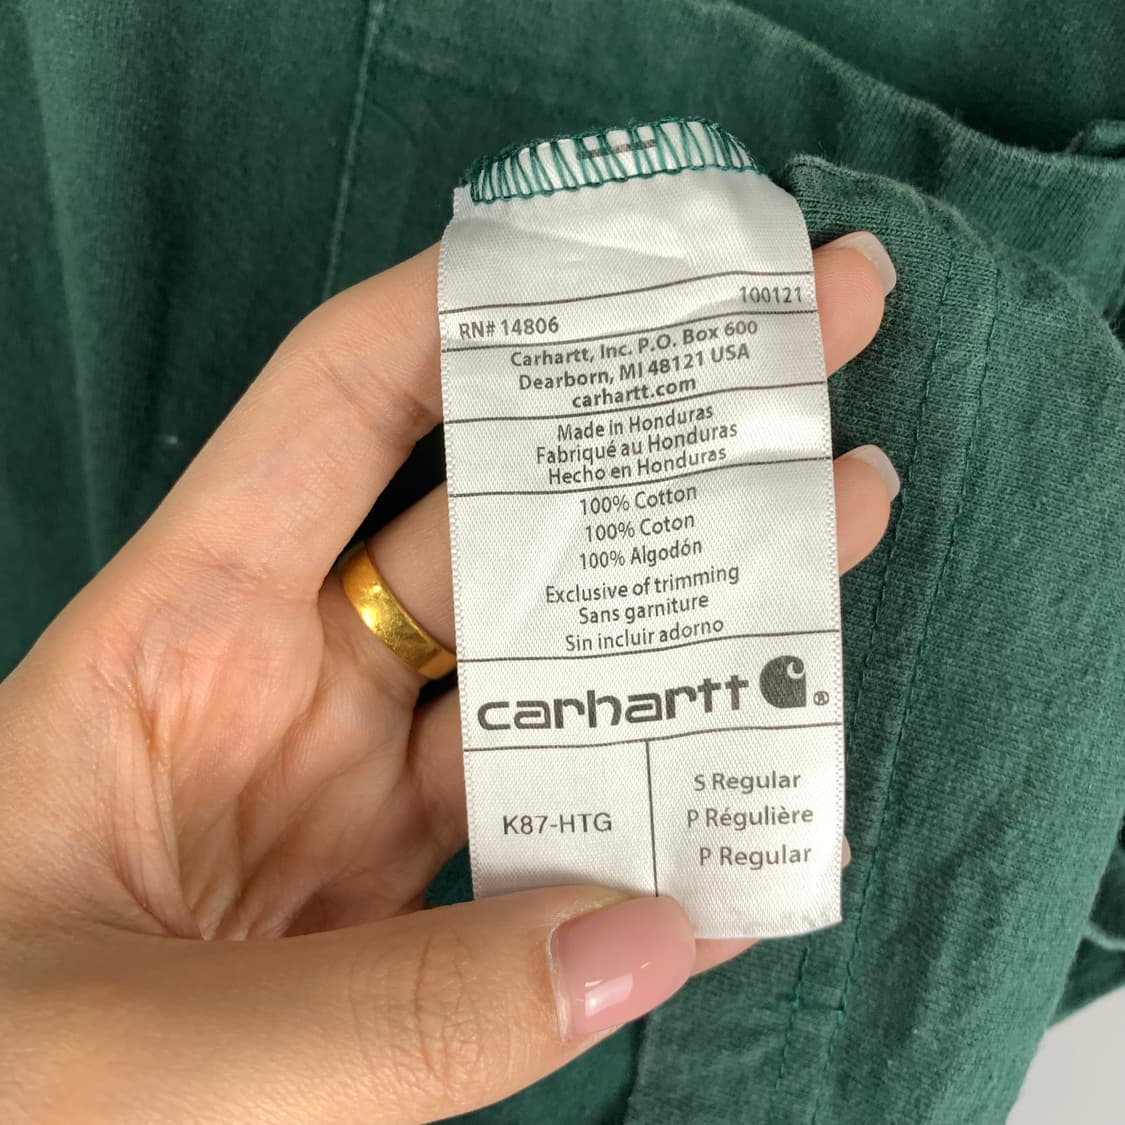 100121
RN# 14806
Carhartt, Inc. P.O. Box 600
Dearborn, MI 48121 USA
carhartt.com
Made in Honduras
Fabriqué au Honduras
Hecho en Honduras
100% Cotton
100% Coton
100% Algodón
Exclusive of trimming
Sans garniture
Sin incluir adorno
carhartt ®
K87-HTG
S Regular
P Régulière
P Regular